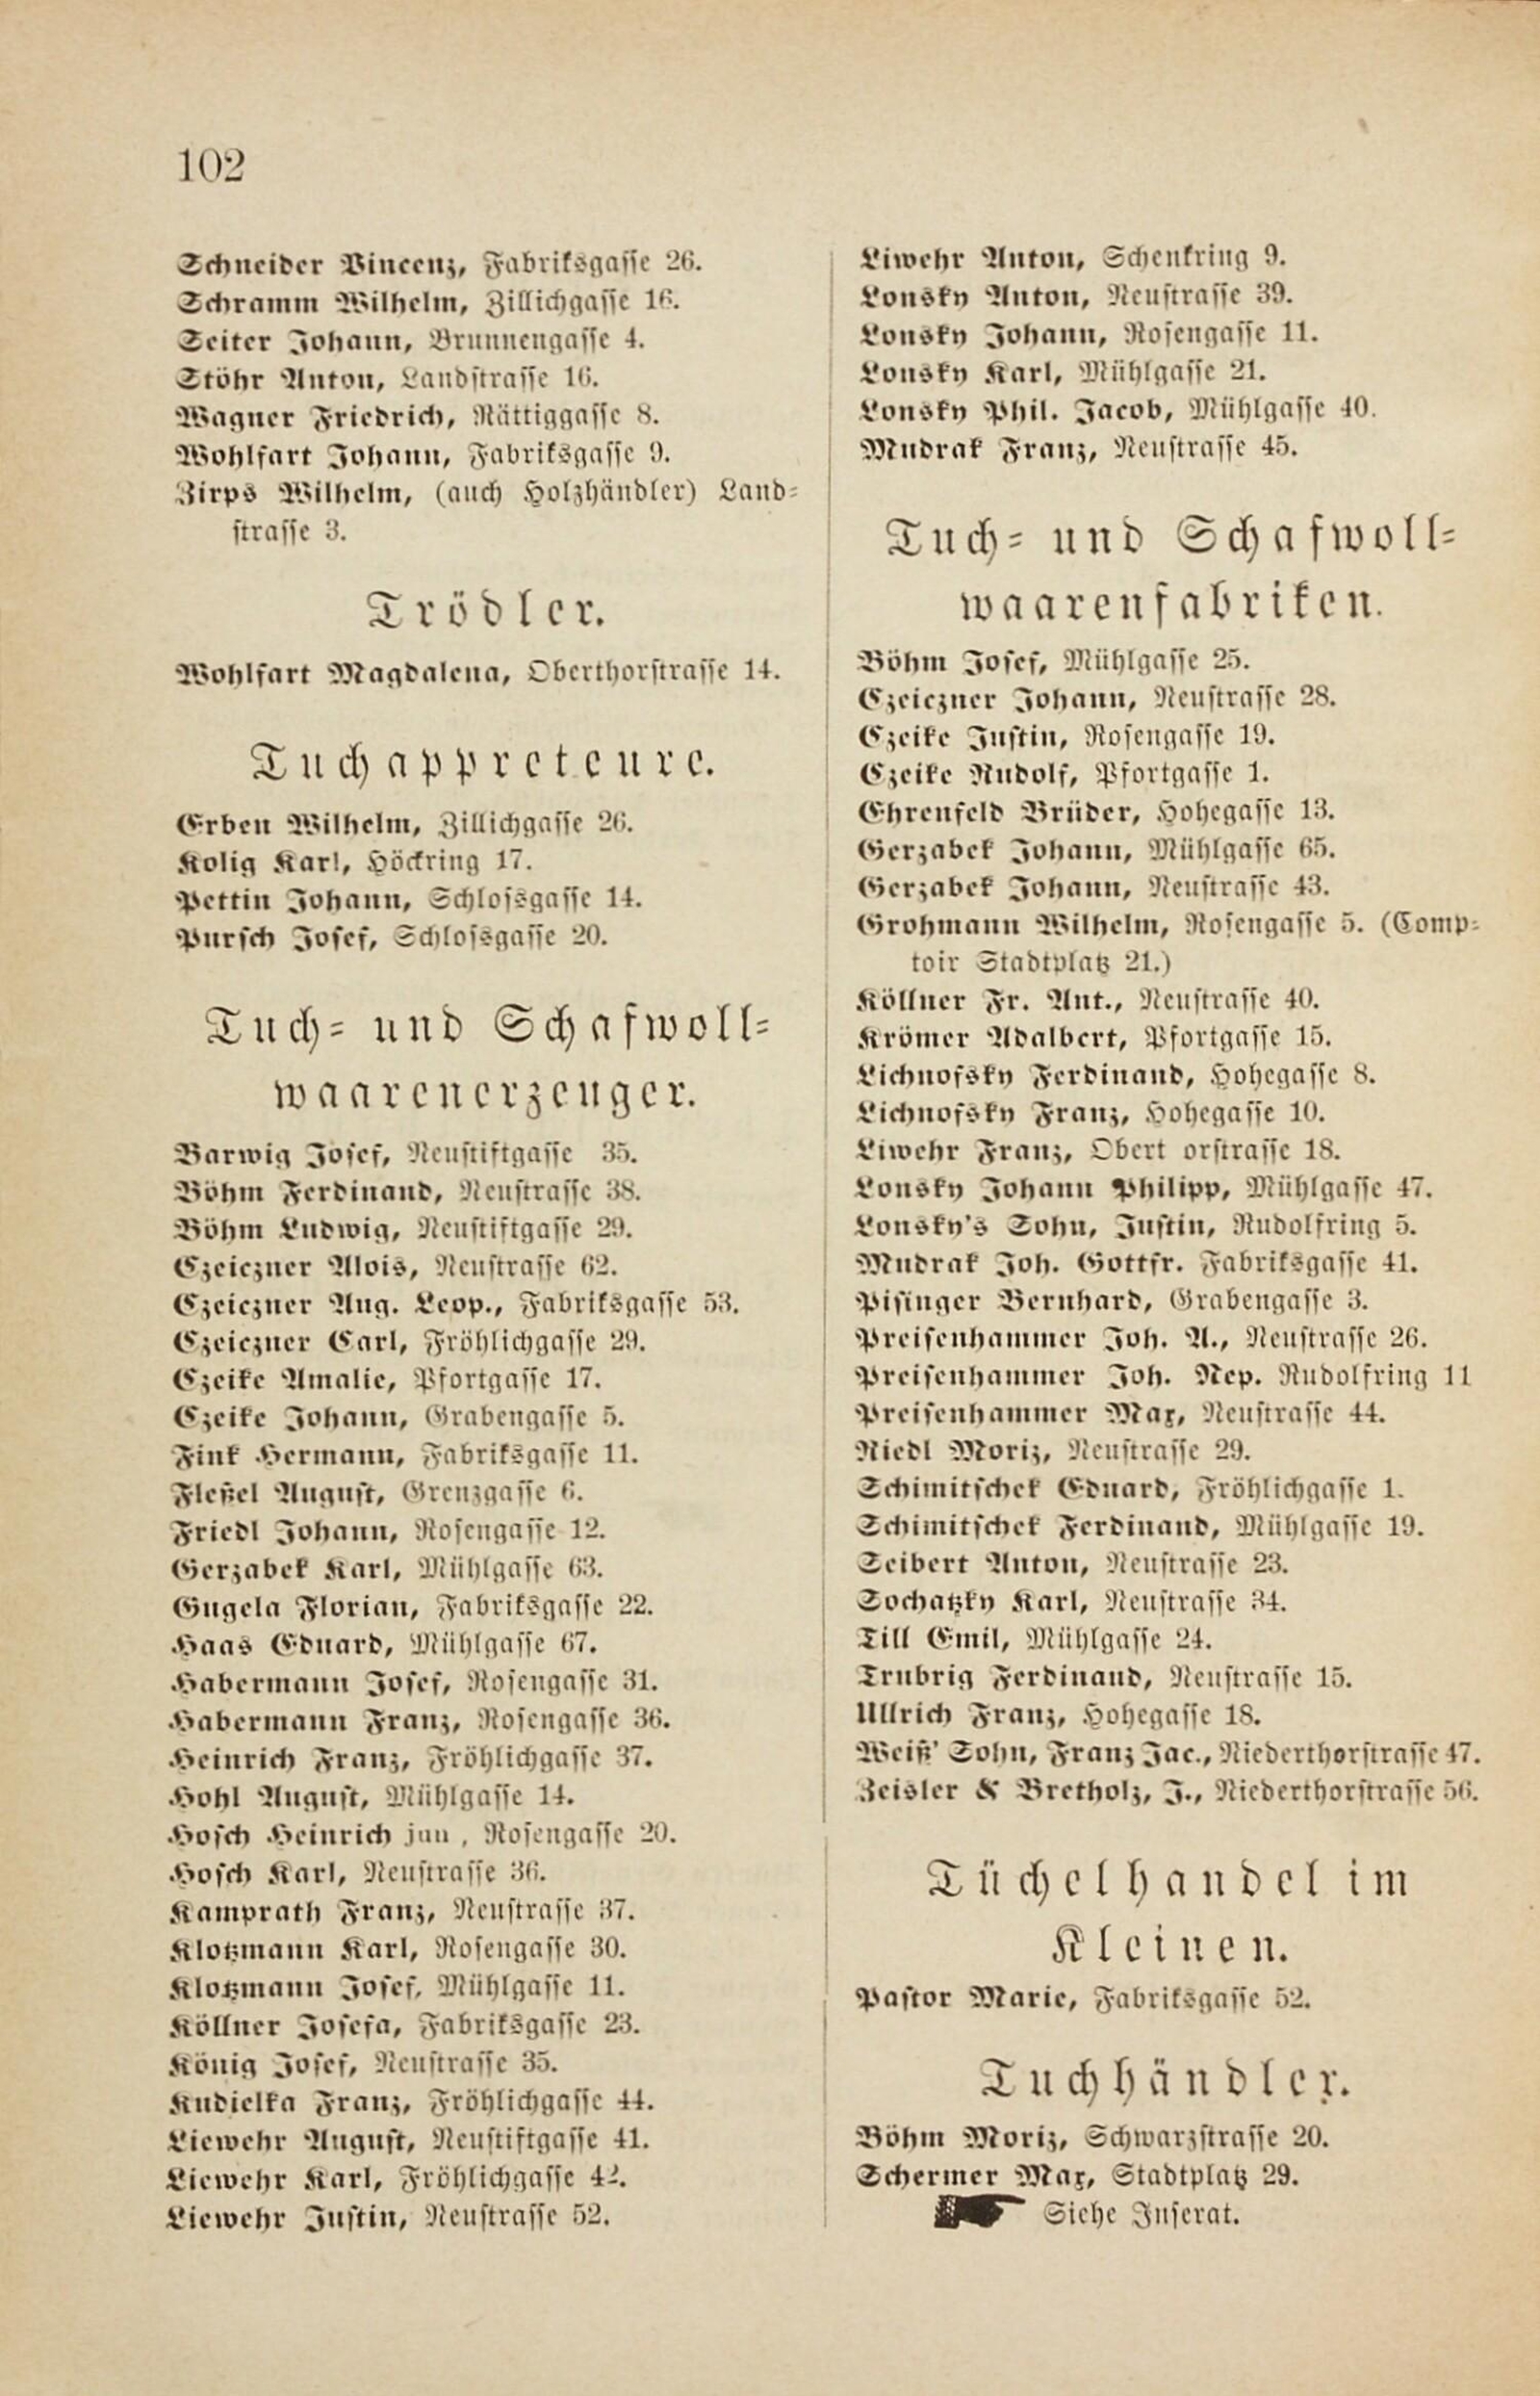 102
Schneider Vincenz, Fabriksgasse 26.
Schramm Wilhelm, Zillichgasse 16.
Seiter Johann, Brunnengasse 4.
Stöhr Anton, Landstrasse 16.
Wagner Friedrich, Rättiggasse 8.
Wohlfart Johann, Fabriksgasse 9.
Zirps Wilhelm, (auch Holzhändler) Land-
strasse 3.
Trödler.
Wohlfart Magdalena, Oberthorstrasse 14.
Tuchappreteure.
Erben Wilhelm, Zillichgasse 26.
Kolig Karl, Höckring 17.
Pettin Johann, Schlossgasse 14.
Pursch Josef, Schlossgasse 20.
Tuch- und Schafwoll-
waarenerzeuger.
Barwig Josef, Neustiftgasse 35.
Böhm Ferdinand, Neustrasse 38.
Böhm Ludwig, Neustiftgasse 29.
Czeiczner Alois, Neustrasse 62.
Czeiczner Aug. Leop., Fabriksgasse 53.
Czeiczner Carl, Fröhlichgasse 29.
Czeike Amalie, Pfortgasse 17.
Czeike Johann, Grabengasse 5.
Fink Hermann, Fabriksgasse 11.
Fleßel August, Grenzgasse 6.
Friedl Johann, Rosengasse 12.
Gerzabek Karl, Mühlgasse 63.
Gugela Florian, Fabriksgasse 22.
Haas Eduard, Mühlgasse 67.
Habermann Josef, Rosengasse 31.
Habermann Franz, Rosengasse 36.
Heinrich Franz, Fröhlichgasse 37.
Hohl August, Mühlgasse 14.
Hosch Heinrich jun, Rosengasse 20.
Hosch Karl, Neustrasse 36.
Kamprath Franz, Neustrasse 37.
Klotzmann Karl, Rosengasse 30.
Klotzmann Josef, Mühlgasse 11.
Köllner Josefa, Fabriksgasse 23.
König Josef, Neustrasse 35.
Kudielka Franz, Fröhlichgasse 44.
Liewehr August, Neustiftgasse 41.
Liewehr Karl, Fröhlichgasse 42.
Liewehr Justin, Neustrasse 52.
Liwehr Anton, Schenkring 9.
Lonsky Anton, Neustrasse 39.
Lonsky Johann, Rosengasse 11.
Lonsky Karl, Mühlgasse 21.
Lonsky Phil. Jacob, Mühlgasse 40.
Mudrak Franz, Neustrasse 45.
Tuch- und Schafwoll-
waarenfabriken.
Böhm Josef, Mühlgasse 25.
Czeiczner Johann, Neustrasse 28.
Czeike Justin, Rosengasse 19.
Czeike Rudolf, Pfortgasse 1.
Ehrenfeld Brüder, Hohegasse 13.
Gerzabek Johann, Mühlgasse 65.
Gerzabek Johann, Neustrasse 43.
Grohmann Wilhelm, Rosengasse 5. (Comp-
toir Stadtplatz 21.)
Köllner Fr. Ant., Neustrasse 40.
Krömer Adalbert, Pfortgasse 15.
Lichnofsky Ferdinand, Hohegasse 8.
Lichnofsky Franz, Hohegasse 10.
Liwehr Franz, Obert orstrasse 18.
Lonsky Johann Philipp, Mühlgasse 47.
Lonsky's Sohn, Justin, Rudolfring 5.
Mudrak Joh. Gottfr. Fabriksgasse 41.
Pisinger Bernhard, Grabengasse 3.
Preisenhammer Joh. A., Neustrasse 26.
Preisenhammer Joh. Nep. Rudolfring 11
Preisenhammer Max, Neustrasse 44.
Riedl Moriz, Neustrasse 29.
Schimitschek Eduard, Fröhlichgasse 1.
Schimitschek Ferdinand, Mühlgasse 19.
Seibert Anton, Neustrasse 23.
Sochatzky Karl, Neustrasse 34.
Till Emil, Mühlgasse 24.
Trubrig Ferdinand, Neustrasse 15.
Ullrich Franz, Hohegasse 18.
Weiß' Sohn, Franz Jac., Niederthorstrasse 47.
Zeisler & Bretholz, J., Niederthorstrasse 56.
Tüchelhandel im
Kleinen.
Pastor Marie, Fabriksgasse 52.
Tuchhändler.
Böhm Moriz, Schwarzstrasse 20.
Schermer Max, Stadtplatz 29.
Siehe Inserat.